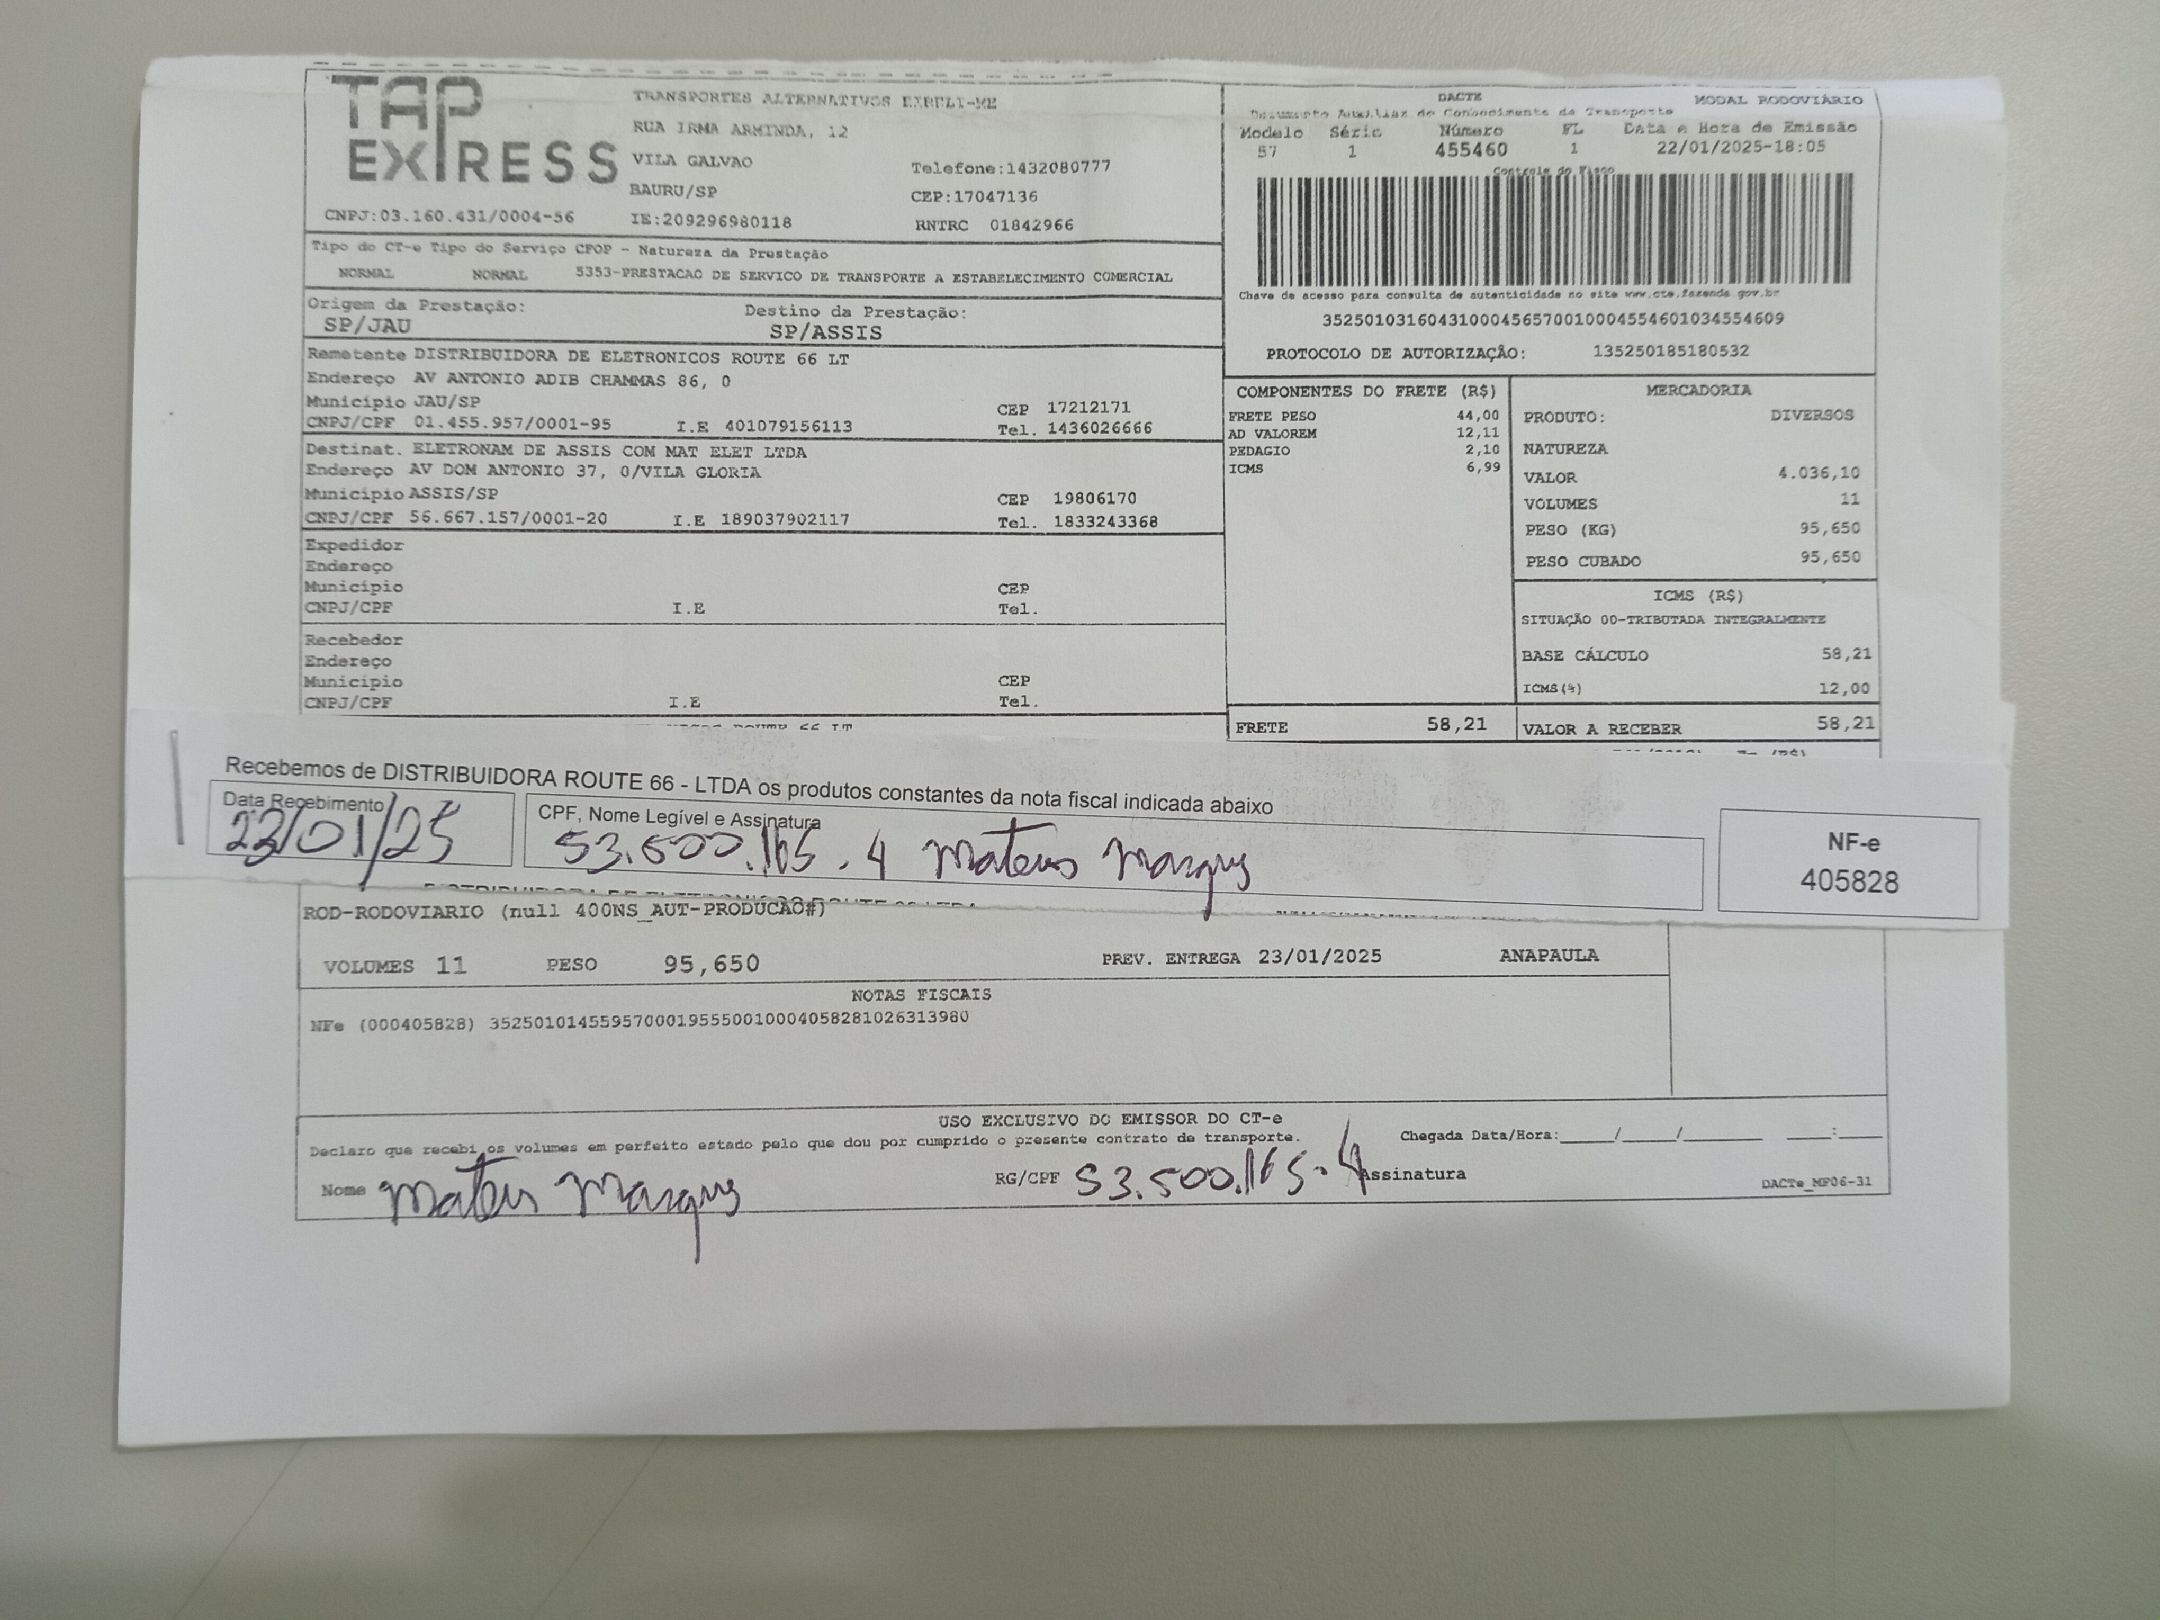 TAP EXPRESS
TRANSPORTES ALTERNATIVOS EIRELI-ME
RUA IRMA ARMINDA, 12
VILA GALVAO Telefone:1432080777
BAURU/SP CEP:17047136
CNPJ:03.160.431/0004-56 IE:209296980118 RNTRC 01842966
DACTE MODAL RODOVIÁRIO
Documento Auxiliar do Conhecimento de Transporte
Modelo Série Número FL Data e Hora de Emissão
57 1 455460 1 22/01/2025-18:05
Controle do Fisco
Chave de acesso para consulta de autenticidade no site www.cte.fazenda.gov.br
35250103160431000456570010004554601034554609
PROTOCOLO DE AUTORIZAÇÃO: 135250185180532
Tipo do CT-e Tipo do Serviço CFOP - Natureza da Prestação
NORMAL NORMAL 5353-PRESTACAO DE SERVICO DE TRANSPORTE A ESTABELECIMENTO COMERCIAL
Origem da Prestação: Destino da Prestação:
SP/JAU SP/ASSIS
Remetente DISTRIBUIDORA DE ELETRONICOS ROUTE 66 LT
Endereço AV ANTONIO ADIB CHAMMAS 86, 0
Município JAU/SP CEP 17212171
CNPJ/CPF 01.455.957/0001-95 I.E 401079156113 Tel. 1436026666
Destinat. ELETRONAM DE ASSIS COM MAT ELET LTDA
Endereço AV DOM ANTONIO 37, 0/VILA GLORIA
Município ASSIS/SP CEP 19806170
CNPJ/CPF 56.667.157/0001-20 I.E 189037902117 Tel. 1833243368
Expedidor
Endereço
Município CEP
CNPJ/CPF I.E Tel.
Recebedor
Endereço
Município CEP
CNPJ/CPF I.E Tel.
COMPONENTES DO FRETE (R$)
FRETE PESO 44,00
AD VALOREM 12,11
PEDAGIO 2,10
ICMS 6,99
FRETE 58,21
MERCADORIA
PRODUTO: DIVERSOS
NATUREZA
VALOR 4.036,10
VOLUMES 11
PESO (KG) 95,650
PESO CUBADO 95,650
ICMS (R$)
SITUAÇÃO 00-TRIBUTADA INTEGRALMENTE
BASE CÁLCULO 58,21
ICMS(%) 12,00
VALOR A RECEBER 58,21
Recebemos de DISTRIBUIDORA ROUTE 66 - LTDA os produtos constantes da nota fiscal indicada abaixo
Data Recebimento CPF, Nome Legível e Assinatura
23/01/25 53.500.165.4 Mateus Marques
NF-e
405828
ROD-RODOVIARIO (null 400NS_AUT-PRODUCAO#)
VOLUMES 11 PESO 95,650 PREV. ENTREGA 23/01/2025 ANAPAULA
NOTAS FISCAIS
NFe (000405828) 35250101455957000195550010004058281026313980
USO EXCLUSIVO DO EMISSOR DO CT-e
Declaro que recebi os volumes em perfeito estado pelo que dou por cumprido o presente contrato de transporte. Chegada Data/Hora:____/____/______ ____:____
Nome Mateus Marques RG/CPF 53.500.165-4 Assinatura
DACTe_MF06-31